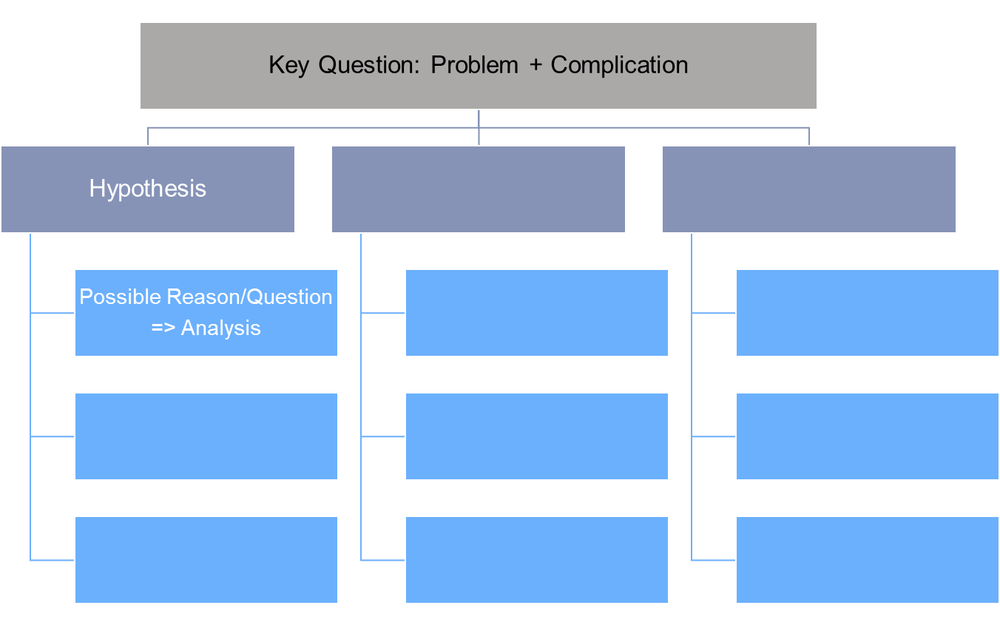 Key Question: Problem + Complication
Hypothesis
Possible Reason/Question
=> Analysis